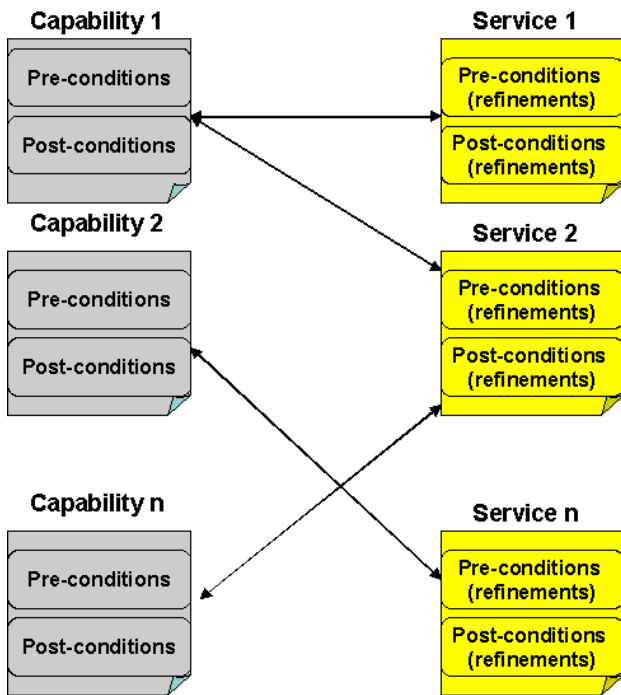 Capability 1
Pre-conditions
Post-conditions
Service 1
Pre-conditions
(refinements)
Post-conditions
(refinements)
Capability 2
Pre-conditions
Post-conditions
Service 2
Pre-conditions
(refinements)
Post-conditions
(refinements)
Capability n
Pre-conditions
Post-conditions
Service n
Pre-conditions
(refinements)
Post-conditions
(refinements)